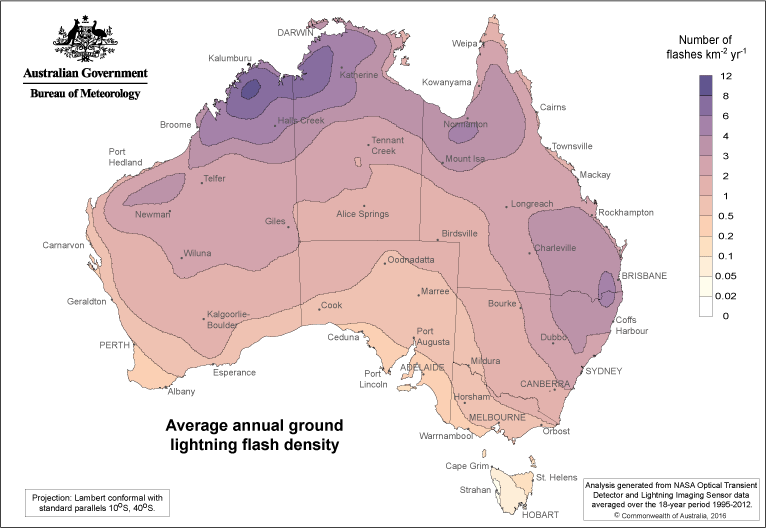 Australian Government
Bureau of Meteorology
Number of
flashes km⁻² yr⁻¹
12
8
6
4
3
2
1
0.5
0.2
0.1
0.05
0.02
0
DARWIN
Weipa
Kalumburu
Katherine
Kowanyama
Cairns
Broome
Halls Creek
Normanton
Port
Hedland
Tennant
Creek
Townsville
Mount Isa
Telfer
Mackay
Newman
Alice Springs
Longreach
Rockhampton
Giles
Birdsville
Carnarvon
Wiluna
Charleville
Oodnadatta
BRISBANE
Geraldton
Marree
Bourke
Cook
Kalgoorlie-
Boulder
Coffs
Harbour
PERTH
Ceduna
Port
Augusta
Dubbo
Esperance
Port
Lincoln
ADELAIDE
Mildura
SYDNEY
Albany
CANBERRA
Horsham
MELBOURNE
Warrnambool
Orbost
Average annual ground
lightning flash density
Cape Grim
St. Helens
Strahan
HOBART
Projection: Lambert conformal with
standard parallels 10ºS, 40ºS.
Analysis generated from NASA Optical Transient
Detector and Lightning Imaging Sensor data
averaged over the 18-year period 1995-2012.
© Commonwealth of Australia, 2016